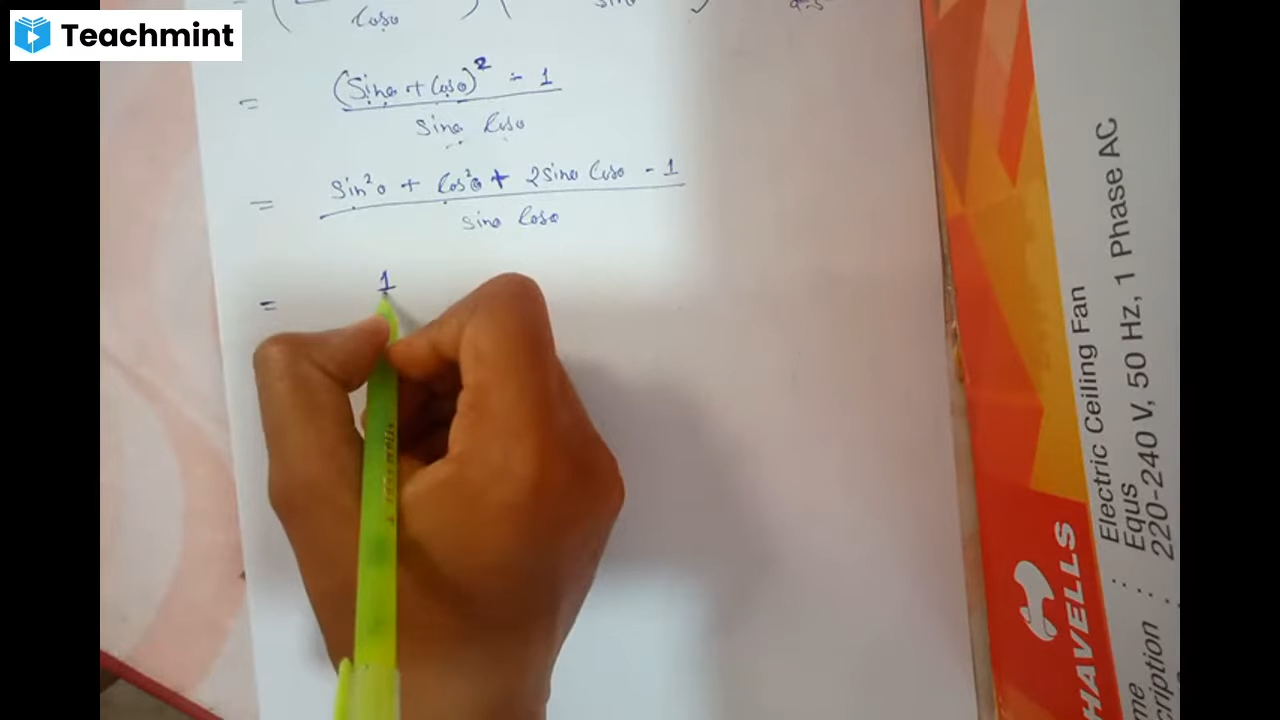 Teachmint
= cosθ sinθ
= (sinθ + cosθ)² - 1
sinθ cosθ
= sin²θ + cos²θ + 2sinθ cosθ - 1
sinθ cosθ
= 1
Electric Ceiling Fan
: Equs
: 220-240 V, 50 Hz, 1 Phase AC
HAVELLS